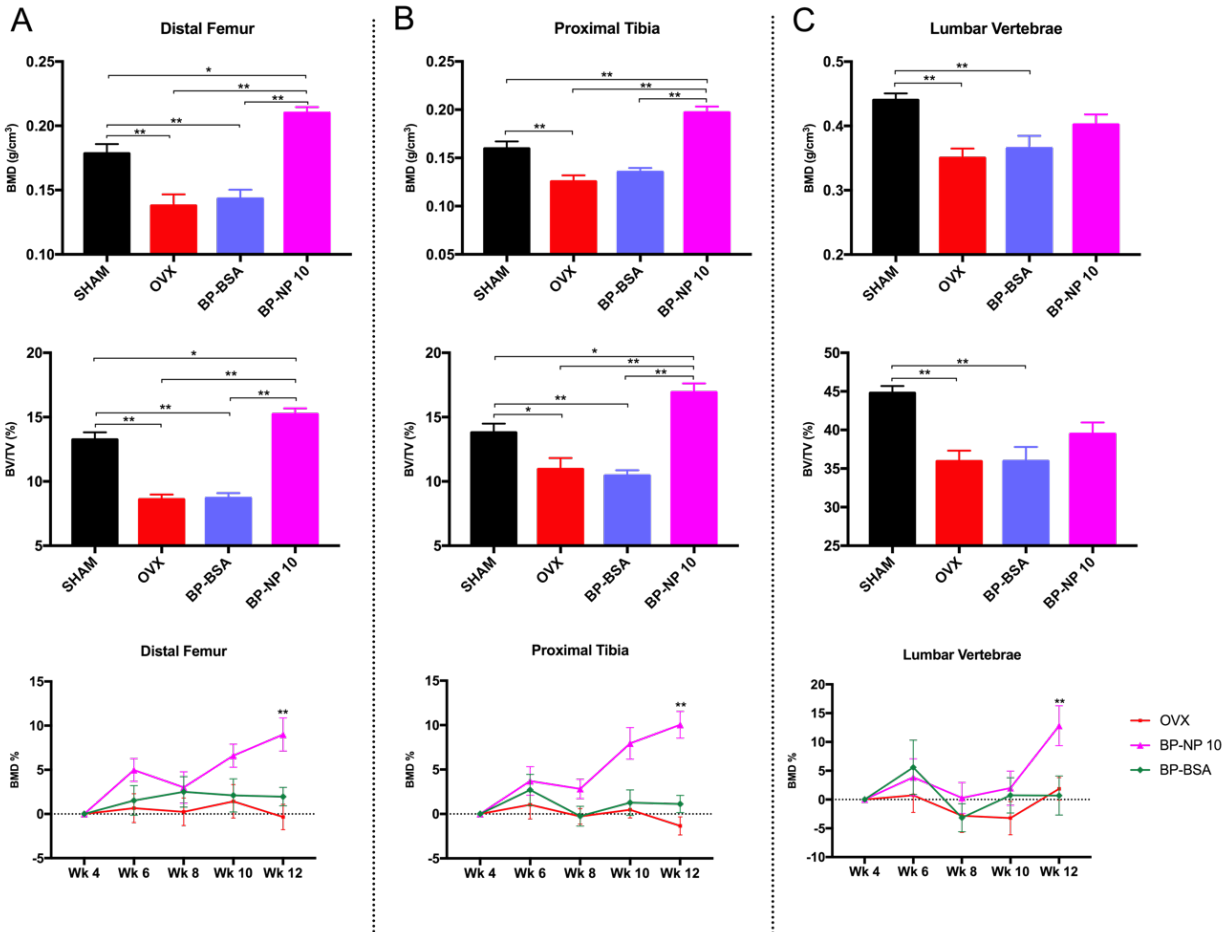 A
Distal Femur
BMD (g/cm³)
0.25
0.20
0.15
0.10
*
**
**
**
**
SHAM
OVX
BP-BSA
BP-NP 10
BV/TV (%)
20
15
10
5
*
**
**
**
**
SHAM
OVX
BP-BSA
BP-NP 10
Distal Femur
BMD %
15
10
5
0
-5
**
Wk 4 Wk 6 Wk 8 Wk 10 Wk 12
B
Proximal Tibia
BMD (g/cm³)
0.25
0.20
0.15
0.10
0.05
**
**
**
**
SHAM
OVX
BP-BSA
BP-NP 10
BV/TV (%)
20
15
10
5
*
**
**
**
*
SHAM
OVX
BP-BSA
BP-NP 10
Proximal Tibia
BMD %
15
10
5
0
-5
**
Wk 4 Wk 6 Wk 8 Wk 10 Wk 12
C
Lumbar Vertebrae
BMD (g/cm³)
0.5
0.4
0.3
0.2
**
**
SHAM
OVX
BP-BSA
BP-NP 10
BV/TV (%)
50
45
40
35
30
25
**
**
SHAM
OVX
BP-BSA
BP-NP 10
Lumbar Vertebrae
BMD %
20
15
10
5
0
-5
-10
**
Wk 4 Wk 6 Wk 8 Wk 10 Wk 12
OVX
BP-NP 10
BP-BSA